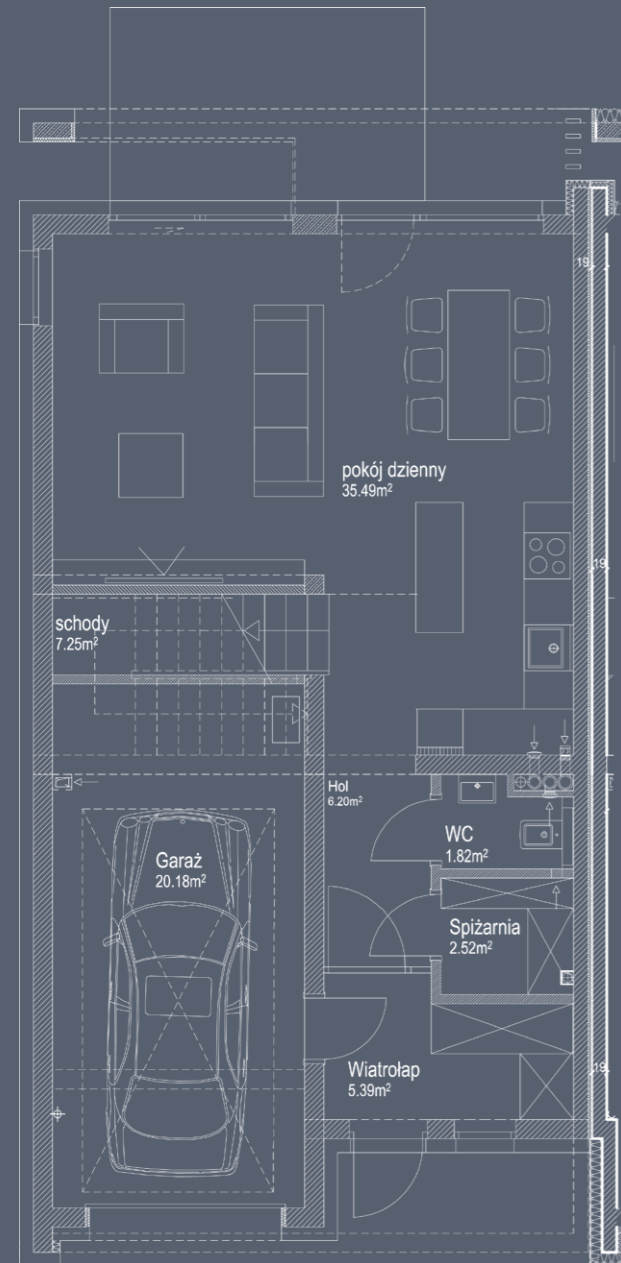 19
pokój dzienny
35.49m²
19
schody
7.25m²
Hol
6.20m²
WC
1.82m²
Garaż
20.18m²
Spiżarnia
2.52m²
Wiatrołap
5.39m²
19